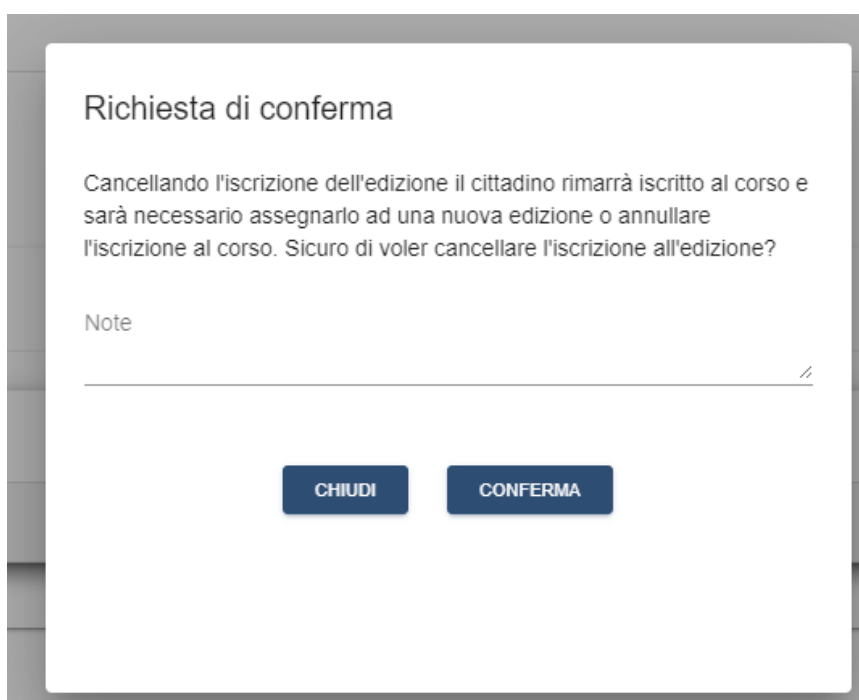 Richiesta di conferma
Cancellando l'iscrizione dell'edizione il cittadino rimarrà iscritto al corso e
sarà necessario assegnarlo ad una nuova edizione o annullare
l'iscrizione al corso. Sicuro di voler cancellare l'iscrizione all'edizione?
Note
CHIUDI CONFERMA